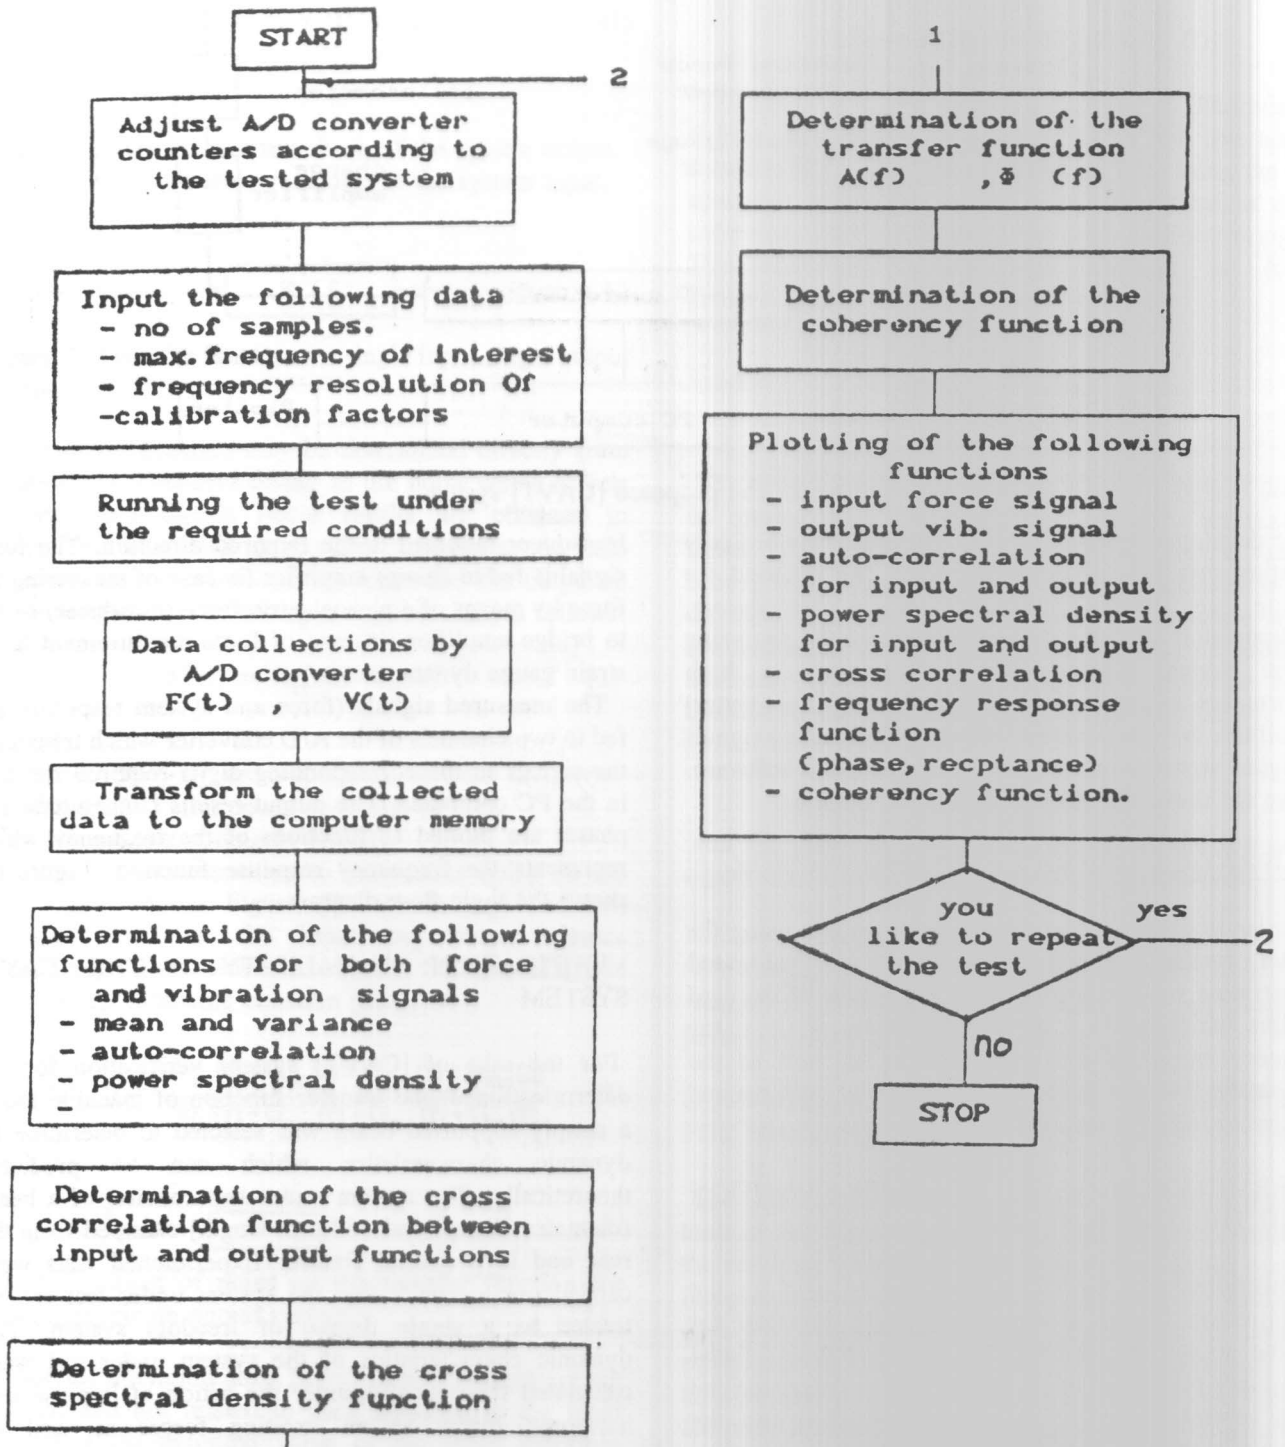 START
2
Adjust A/D converter
counters according to
the tested system
Input the following data
- no of samples.
- max. frequency of interest
- frequency resolution Of
-calibration factors
Running the test under
the required conditions
Data collections by
A/D converter
F(t) , V(t)
Transform the collected
data to the computer memory
Determination of the following
functions for both force
and vibration signals
- mean and variance
- auto-correlation
- power spectral density
-
Determination of the cross
correlation function between
input and output functions
Determination of the cross
spectral density function
1
Determination of the
transfer function
A(f) , Φ (f)
Determination of the
coherency function
Plotting of the following
functions
- input force signal
- output vib. signal
- auto-correlation
for input and output
- power spectral density
for input and output
- cross correlation
- frequency response
function
(phase, recptance)
- coherency function.
you
like to repeat
the test
yes
2
no
STOP